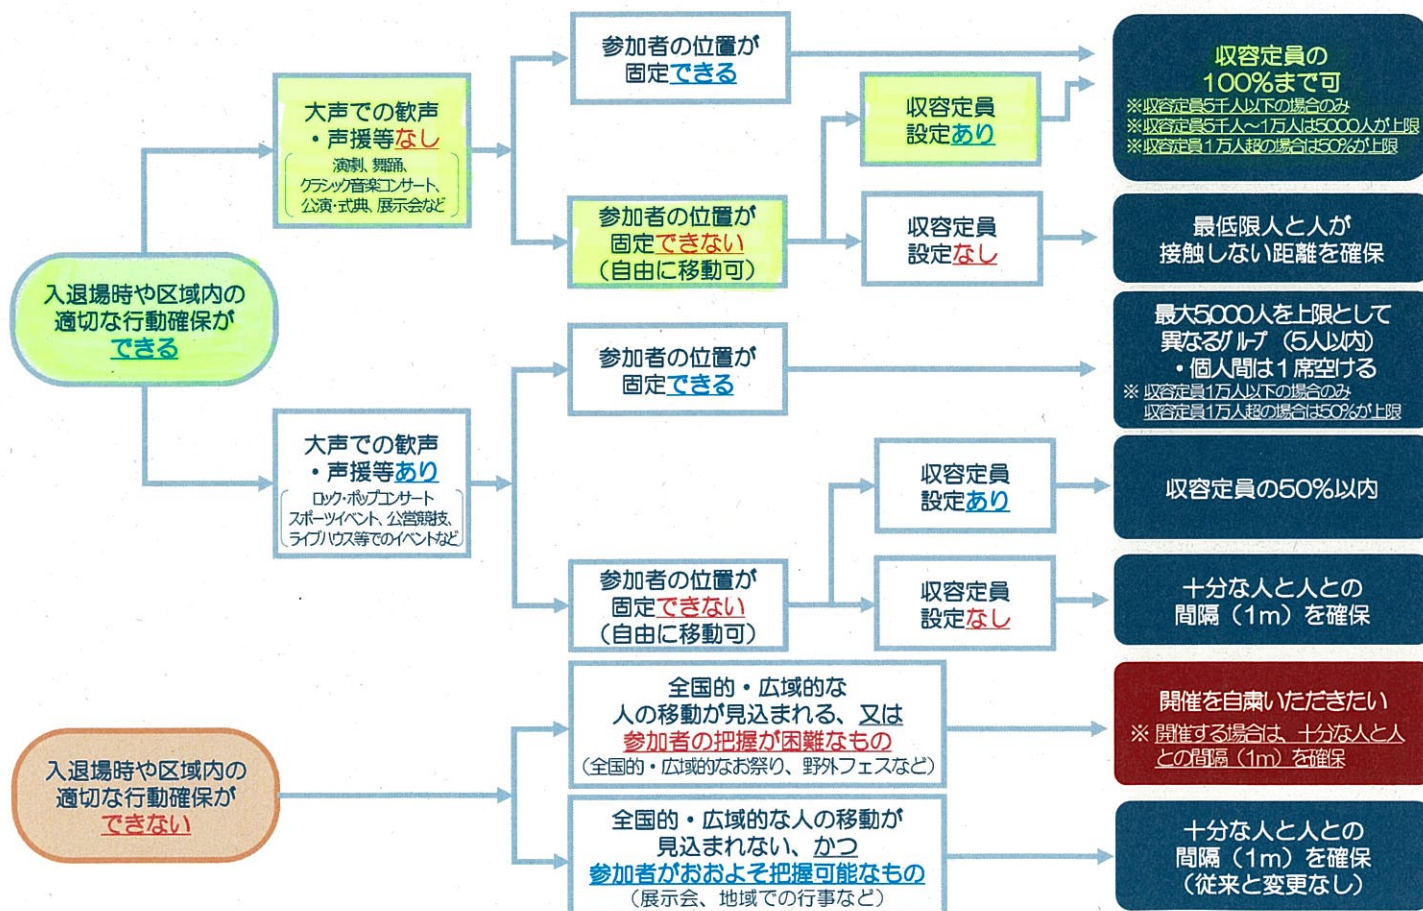 参加者の位置が
固定できる
収容定員の
100%まで可
※収容定員5千人以下の場合のみ
※収容定員5千人～1万人は5000人が上限
※収容定員1万人超の場合は50%が上限
大声での歓声
・声援等なし
演劇、舞踊、
クラシック音楽コンサート、
公演・式典、展示会など
収容定員
設定あり
参加者の位置が
固定できない
(自由に移動可)
収容定員
設定なし
最低限人と人が
接触しない距離を確保
入退場時や区域内の
適切な行動確保が
できる
参加者の位置が
固定できる
最大5,000人を上限として
異なるグループ (5人以内)
・個人間は1席空ける
※ 収容定員1万人以下の場合のみ
収容定員1万人超の場合は50%が上限
大声での歓声
・声援等あり
ロック・ポップコンサート
スポーツイベント、公営競技、
ライブハウス等でのイベントなど
収容定員
設定あり
収容定員の50%以内
参加者の位置が
固定できない
(自由に移動可)
収容定員
設定なし
十分な人と人との
間隔 (1m) を確保
入退場時や区域内の
適切な行動確保が
できない
全国的・広域的な
人の移動が見込まれる、又は
参加者の把握が困難なもの
(全国的・広域的なお祭り、野外フェスなど)
開催を自粛いただきたい
※ 開催する場合は、十分な人と人
との間隔 (1m) を確保
全国的・広域的な人の移動が
見込まれない、かつ
参加者がおおよそ把握可能なもの
(展示会、地域での行事など)
十分な人と人との
間隔 (1m) を確保
(従来と変更なし)